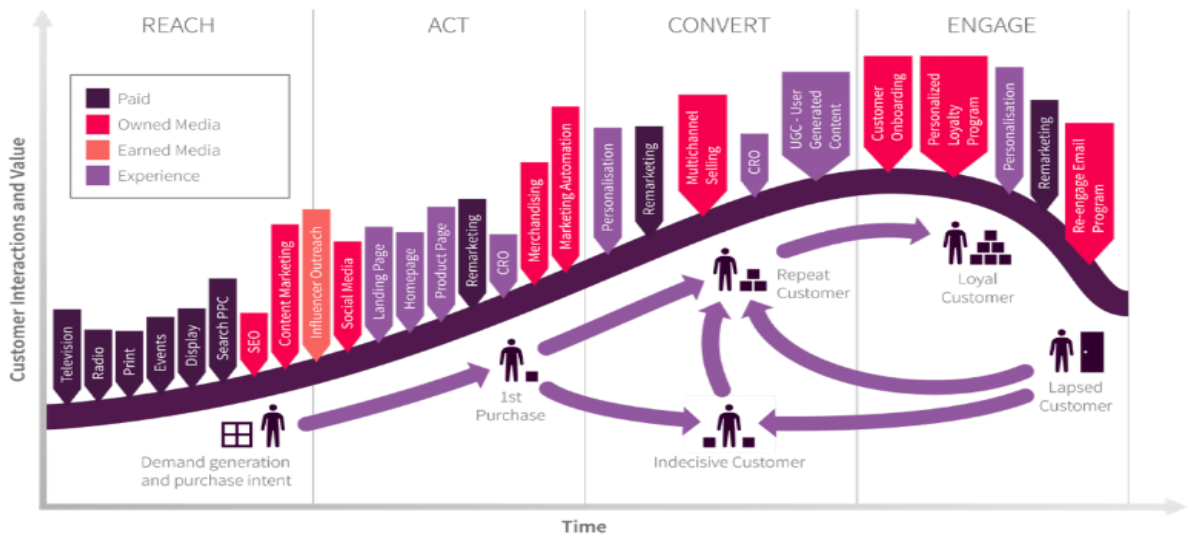 REACH
ACT
CONVERT
ENGAGE
Paid
Owned Media
Earned Media
Experience
Customer Interactions and Value
Television
Radio
Print
Events
Display
Search PPC
SEO
Content Marketing
Influencer Outreach
Social Media
Landing Page
Homepage
Product Page
Remarketing
CRO
Merchandising
Marketing Automation
Personalisation
Remarketing
Multichannel
Selling
CRO
UGC - User
Generated
Content
Customer
Onboarding
Personalized
Loyalty
Program
Personalisation
Remarketing
Re-engage Email
Program
Demand generation
and purchase intent
1st
Purchase
Repeat
Customer
Indecisive Customer
Loyal
Customer
Lapsed
Customer
Time